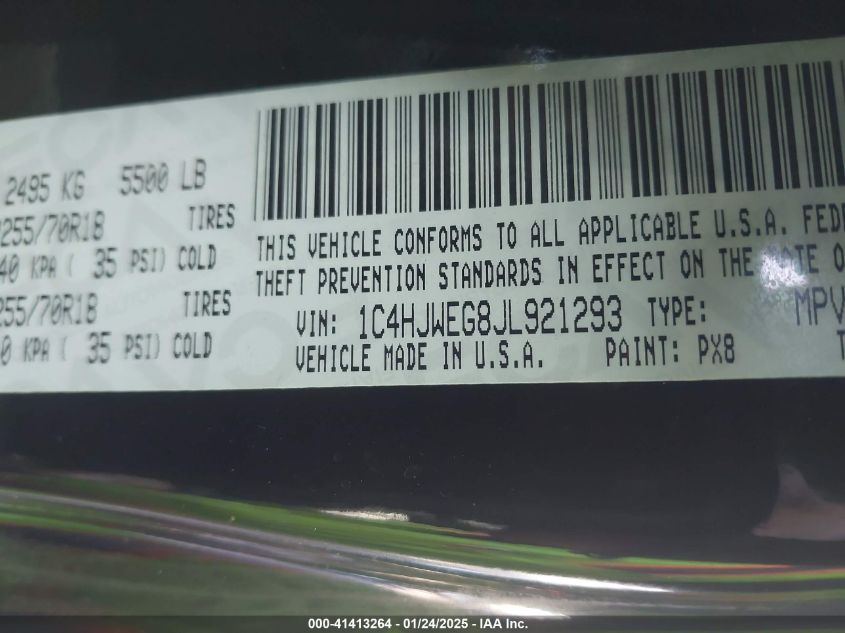 2495 KG 5500 LB
255/70R18 TIRES
40 KPA ( 35 PSI) COLD
255/70R18 TIRES
0 KPA ( 35 PSI) COLD
THIS VEHICLE CONFORMS TO ALL APPLICABLE U.S.A. FEDE
THEFT PREVENTION STANDARDS IN EFFECT ON THE DATE O
VIN: 1C4HJWEG8JL921293 TYPE: MPV
VEHICLE MADE IN U.S.A. PAINT: PX8 T
000-41413264 - 01/24/2025 - IAA Inc.